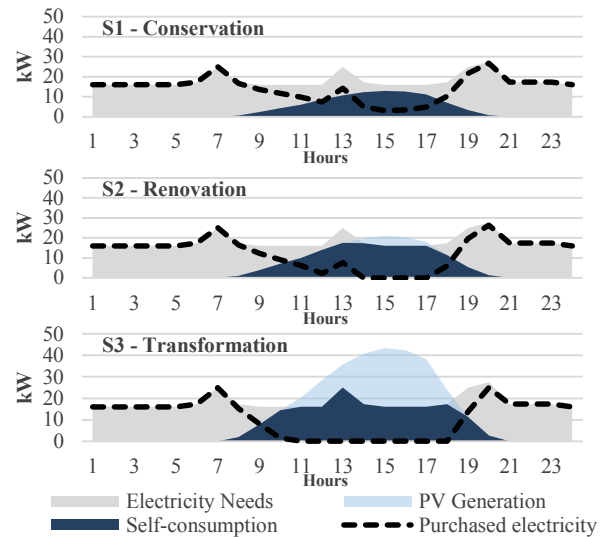 S1 - Conservation
kW
50
40
30
20
10
0
1 3 5 7 9 11 13 15 17 19 21 23
Hours
S2 - Renovation
kW
50
40
30
20
10
0
1 3 5 7 9 11 13 15 17 19 21 23
Hours
S3 - Transformation
kW
50
40
30
20
10
0
1 3 5 7 9 11 13 15 17 19 21 23
Hours
Electricity Needs PV Generation
Self-consumption Purchased electricity